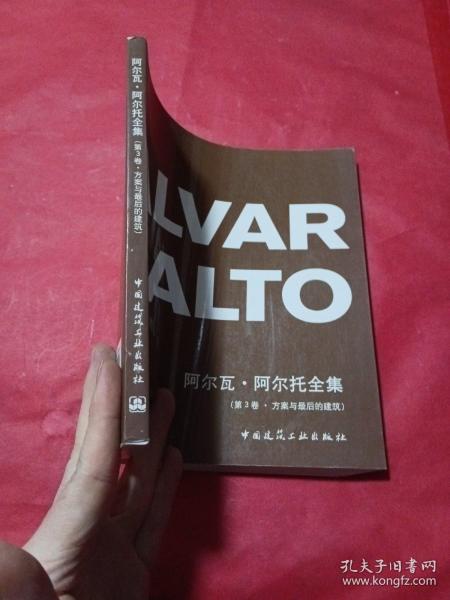 阿尔瓦·阿尔托全集(第3卷·方案与最后的建筑)
中国建筑工业出版社
LVAR
ALTO
阿尔瓦·阿尔托全集
(第3卷·方案与最后的建筑)
中国建筑工业出版社
孔夫子旧书网
www.kongfz.com